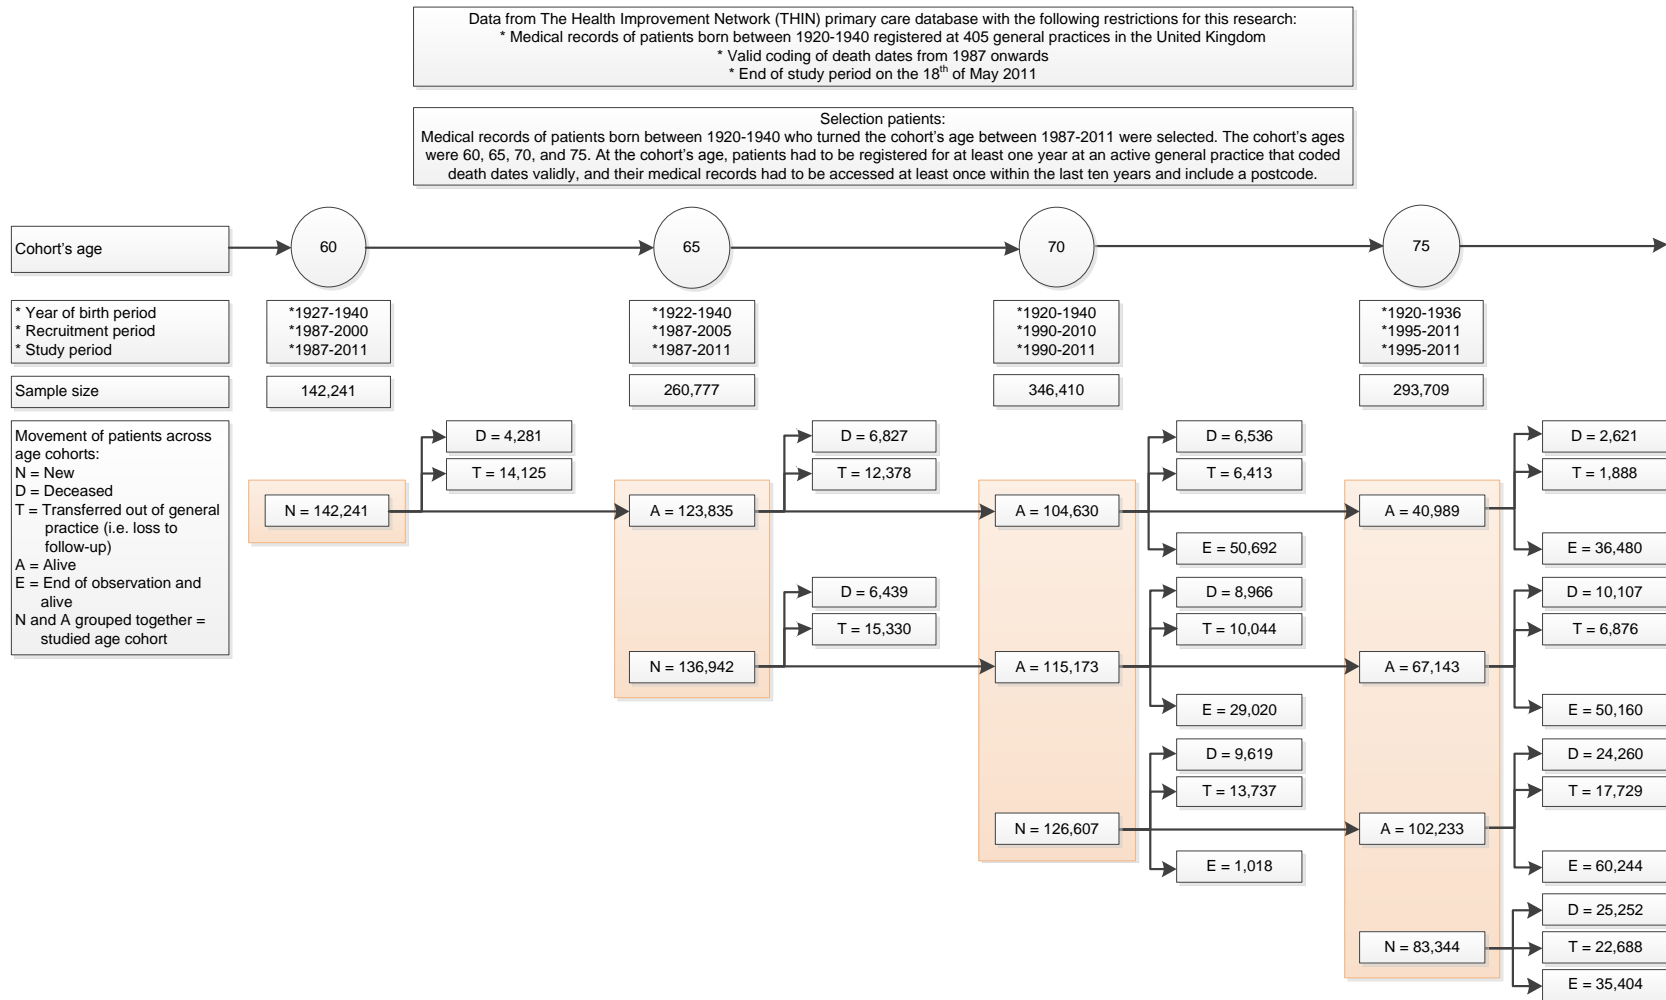 Data from The Health Improvement Network (THIN) primary care database with the following restrictions for this research:
* Medical records of patients born between 1920-1940 registered at 405 general practices in the United Kingdom
* Valid coding of death dates from 1987 onwards
* End of study period on the 18th of May 2011
Selection patients:
Medical records of patients born between 1920-1940 who turned the cohort's age between 1987-2011 were selected. The cohort's ages
were 60, 65, 70, and 75. At the cohort's age, patients had to be registered for at least one year at an active general practice that coded
death dates validly, and their medical records had to be accessed at least once within the last ten years and include a postcode.
Cohort's age
60
65
70
75
* Year of birth period
* Recruitment period
* Study period
*1927-1940
*1987-2000
*1987-2011
*1922-1940
*1987-2005
*1987-2011
*1920-1940
*1990-2010
*1990-2011
*1920-1936
*1995-2011
*1995-2011
Sample size
142,241
260,777
346,410
293,709
Movement of patients across
age cohorts:
N = New
D = Deceased
T = Transferred out of general
practice (i.e. loss to
follow-up)
A = Alive
E = End of observation and
alive
N and A grouped together =
studied age cohort
N = 142,241
D = 4,281
T = 14,125
A = 123,835
D = 6,827
T = 12,378
N = 136,942
D = 6,439
T = 15,330
A = 104,630
D = 6,536
T = 6,413
E = 50,692
A = 115,173
D = 8,966
T = 10,044
E = 29,020
N = 126,607
D = 9,619
T = 13,737
E = 1,018
A = 40,989
D = 2,621
T = 1,888
E = 36,480
A = 67,143
D = 10,107
T = 6,876
E = 50,160
A = 102,233
D = 24,260
T = 17,729
E = 60,244
N = 83,344
D = 25,252
T = 22,688
E = 35,404